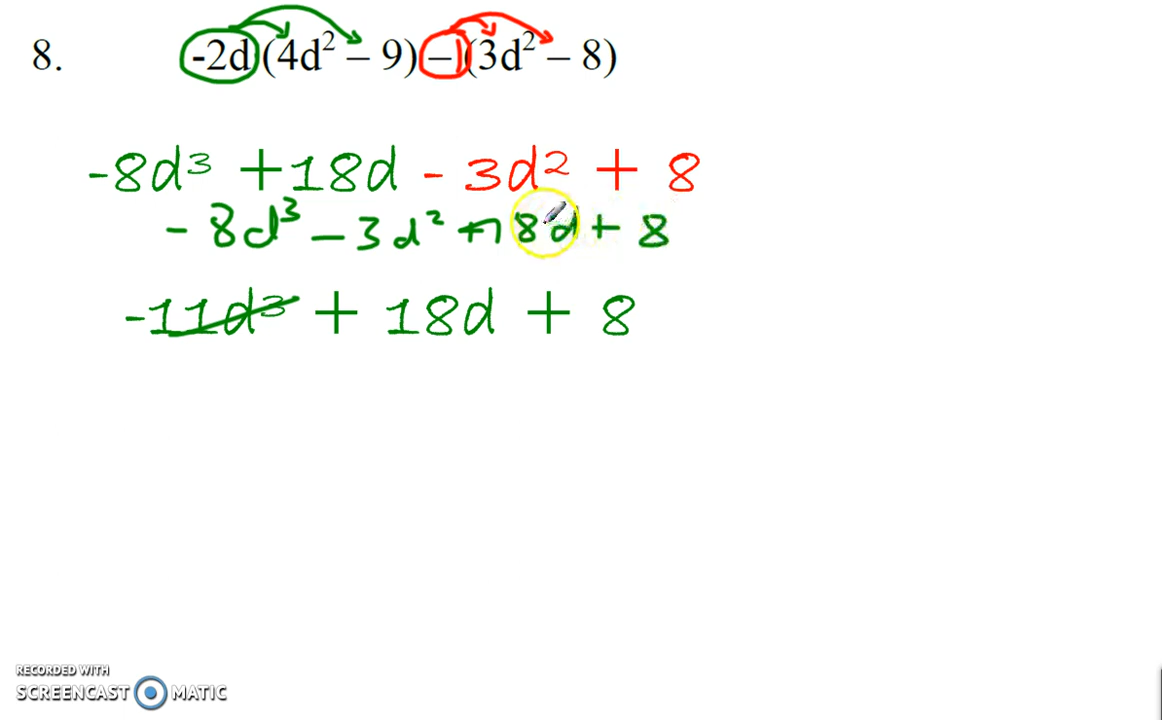 8. -2d(4d² – 9) –1(3d² – 8)
-8d³ +18d - 3d² + 8
- 8d³ - 3d² + 18d + 8
-11d³ + 18d + 8
RECORDED WITH
SCREENCAST MATIC